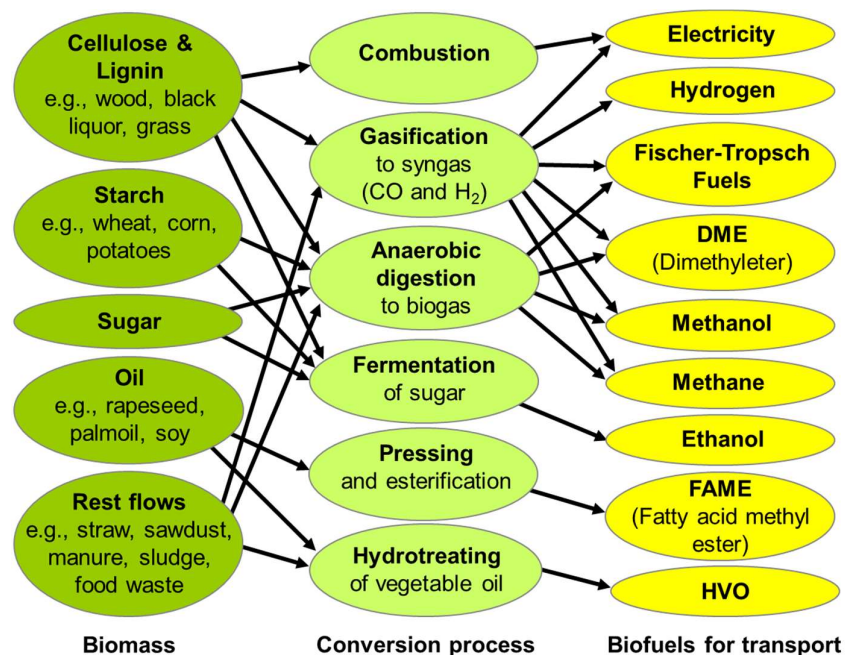 Cellulose &
Lignin
e.g., wood, black
liquor, grass
Starch
e.g., wheat, corn,
potatoes
Sugar
Oil
e.g., rapeseed,
palmoil, soy
Rest flows
e.g., straw, sawdust,
manure, sludge,
food waste
Biomass
Combustion
Gasification
to syngas
(CO and H₂)
Anaerobic
digestion
to biogas
Fermentation
of sugar
Pressing
and esterification
Hydrotreating
of vegetable oil
Conversion process
Electricity
Hydrogen
Fischer-Tropsch
Fuels
DME
(Dimethyleter)
Methanol
Methane
Ethanol
FAME
(Fatty acid methyl
ester)
HVO
Biofuels for transport